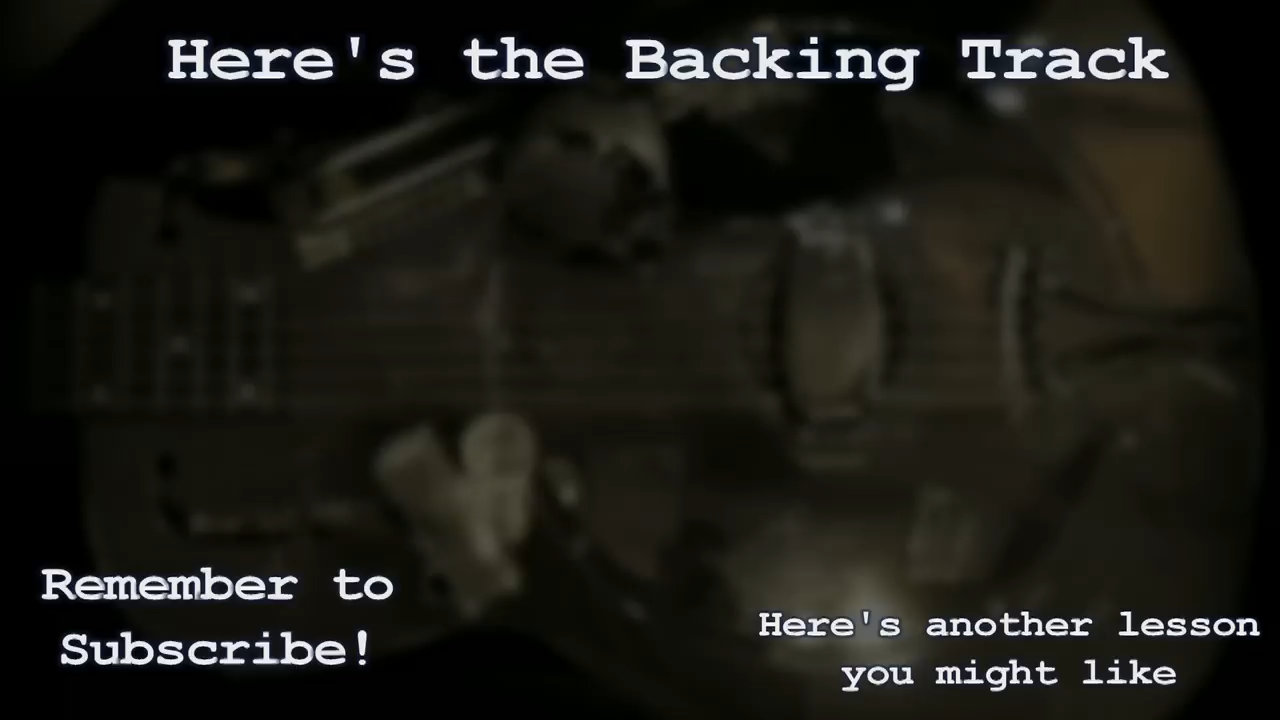 Here's the Backing Track
Remember to
Subscribe!
Here's another lesson
you might like